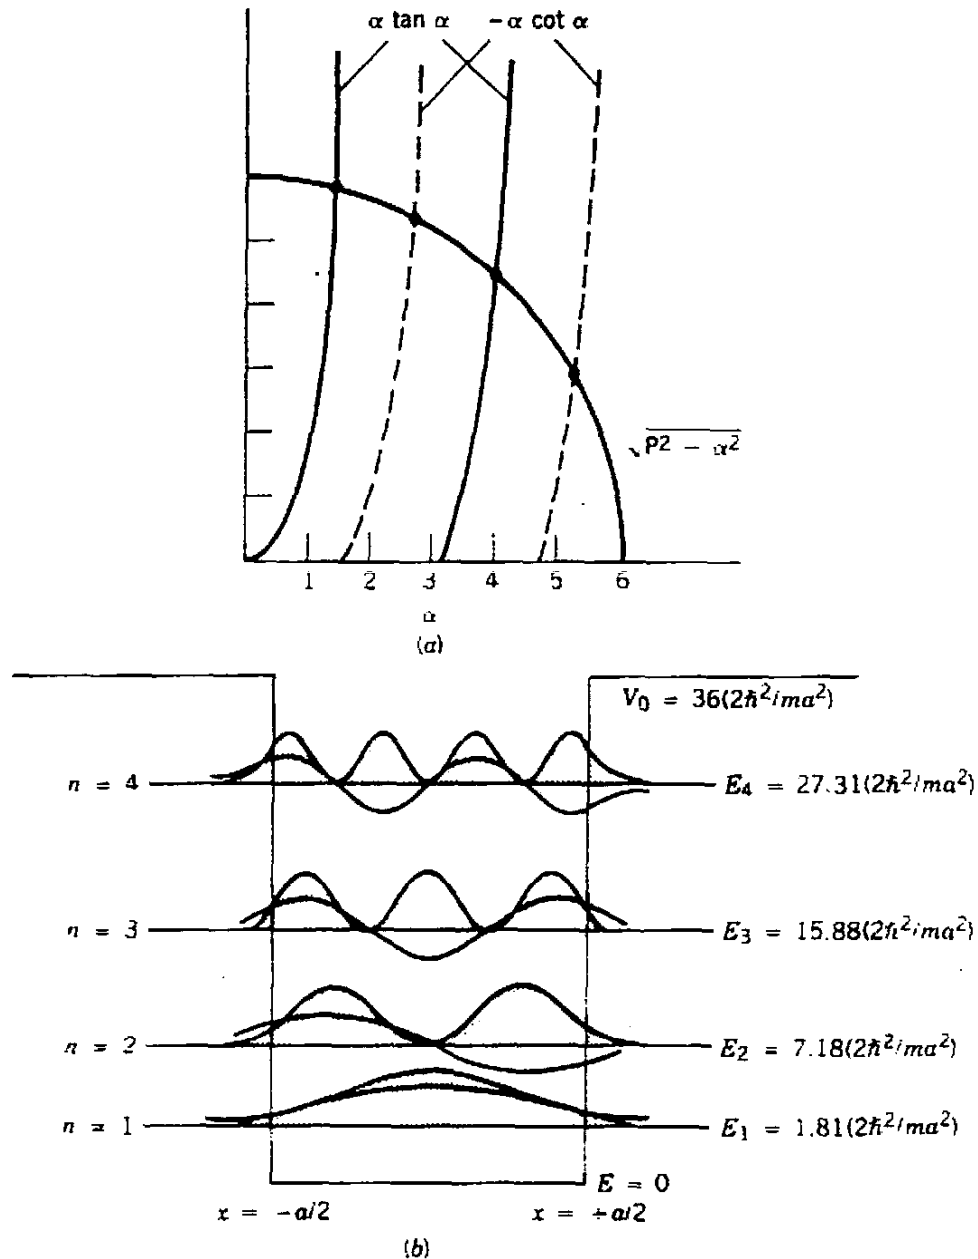 α tan α
-α cot α
√P2 − α²
1 2 3 4 5 6
α
(a)
V₀ = 36(2ħ²/ma²)
n = 4
E₄ = 27.31(2ħ²/ma²)
n = 3
E₃ = 15.88(2ħ²/ma²)
n = 2
E₂ = 7.18(2ħ²/ma²)
n = 1
E₁ = 1.81(2ħ²/ma²)
E = 0
x = −a/2
x = +a/2
(b)